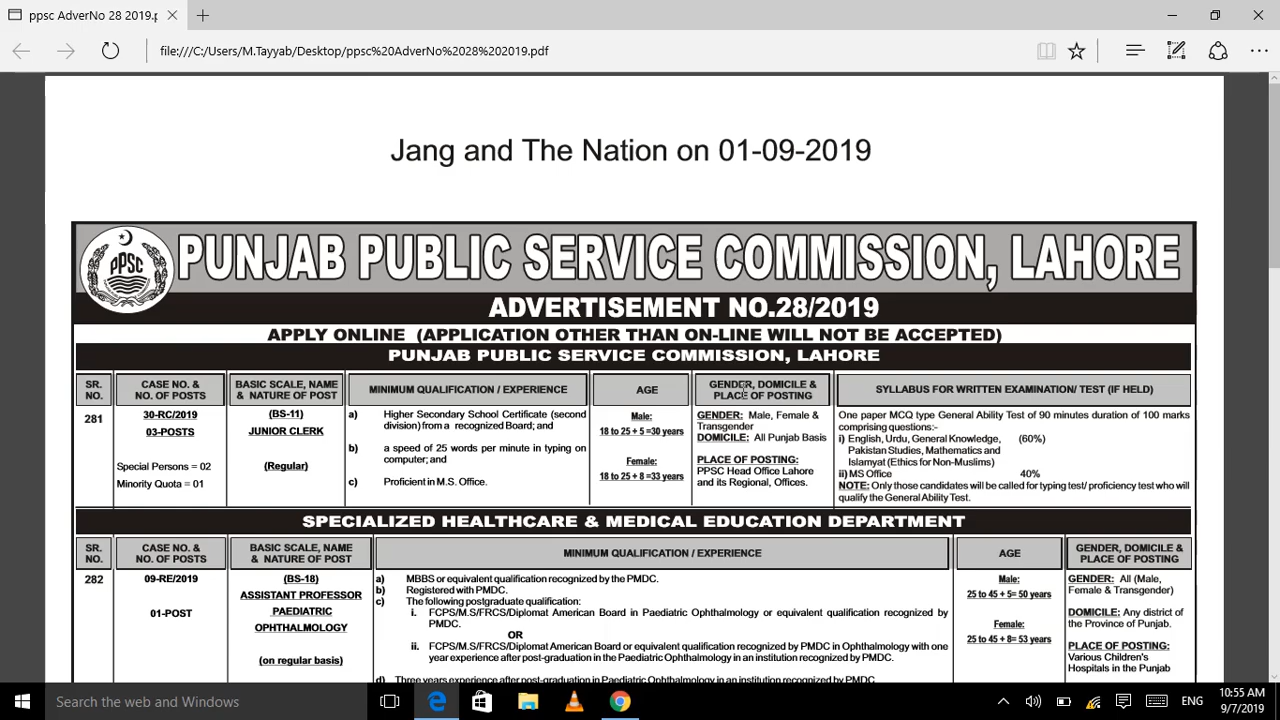 ppsc AdverNo 28 2019.p
file:///C:/Users/M.Tayyab/Desktop/ppsc%20AdverNo%2028%202019.pdf
Jang and The Nation on 01-09-2019
PPSC
PUNJAB PUBLIC SERVICE COMMISSION, LAHORE
ADVERTISEMENT NO.28/2019
APPLY ONLINE (APPLICATION OTHER THAN ON-LINE WILL NOT BE ACCEPTED)
PUNJAB PUBLIC SERVICE COMMISSION, LAHORE
SR. NO.
CASE NO. & NO. OF POSTS
BASIC SCALE, NAME & NATURE OF POST
MINIMUM QUALIFICATION / EXPERIENCE
AGE
GENDER, DOMICILE & PLACE OF POSTING
SYLLABUS FOR WRITTEN EXAMINATION/ TEST (IF HELD)
281
30-RC/2019
03-POSTS
Special Persons = 02
Minority Quota = 01
(BS-11)
JUNIOR CLERK
(Regular)
a) Higher Secondary School Certificate (second
division) from a recognized Board; and
b) a speed of 25 words per minute in typing on
computer; and
c) Proficient in M.S. Office.
Male:
18 to 25 + 5 =30 years
Female:
18 to 25 + 8 =33 years
GENDER: Male, Female &
Transgender
DOMICILE: All Punjab Basis
PLACE OF POSTING:
PPSC Head Office Lahore
and its Regional, Offices.
One paper MCQ type General Ability Test of 90 minutes duration of 100 marks
comprising questions:-
i) English, Urdu, General Knowledge, (60%)
Pakistan Studies, Mathematics and
Islamyat (Ethics for Non-Muslims)
ii) MS Office 40%
NOTE: Only those candidates will be called for typing test/ proficiency test who will
qualify the General Ability Test.
SPECIALIZED HEALTHCARE & MEDICAL EDUCATION DEPARTMENT
SR. NO.
CASE NO. & NO. OF POSTS
BASIC SCALE, NAME & NATURE OF POST
MINIMUM QUALIFICATION / EXPERIENCE
AGE
GENDER, DOMICILE & PLACE OF POSTING
282
09-RE/2019
01-POST
(BS-18)
ASSISTANT PROFESSOR
PAEDIATRIC
OPHTHALMOLOGY
(on regular basis)
a) MBBS or equivalent qualification recognized by the PMDC.
b) Registered with PMDC.
c) The following postgraduate qualification:
i. FCPS/M.S/FRCS/Diplomat American Board in Paediatric Ophthalmology or equivalent qualification recognized by
PMDC.
OR
ii. FCPS/M.S/FRCS/Diplomat American Board or equivalent qualification recognized by PMDC in Ophthalmology with one
year experience after post-graduation in the Paediatric Ophthalmology in an institution recognized by PMDC.
d) Three years experience after post-graduation in Paediatric Ophthalmology in an institution recognized by PMDC.
Male:
25 to 45 + 5= 50 years
Female:
25 to 45 + 8= 53 years
GENDER: All (Male,
Female & Transgender)
DOMICILE: Any district of
the Province of Punjab.
PLACE OF POSTING:
Various Children's
Hospitals in the Punjab
Search the web and Windows
ENG
10:55 AM
9/7/2019